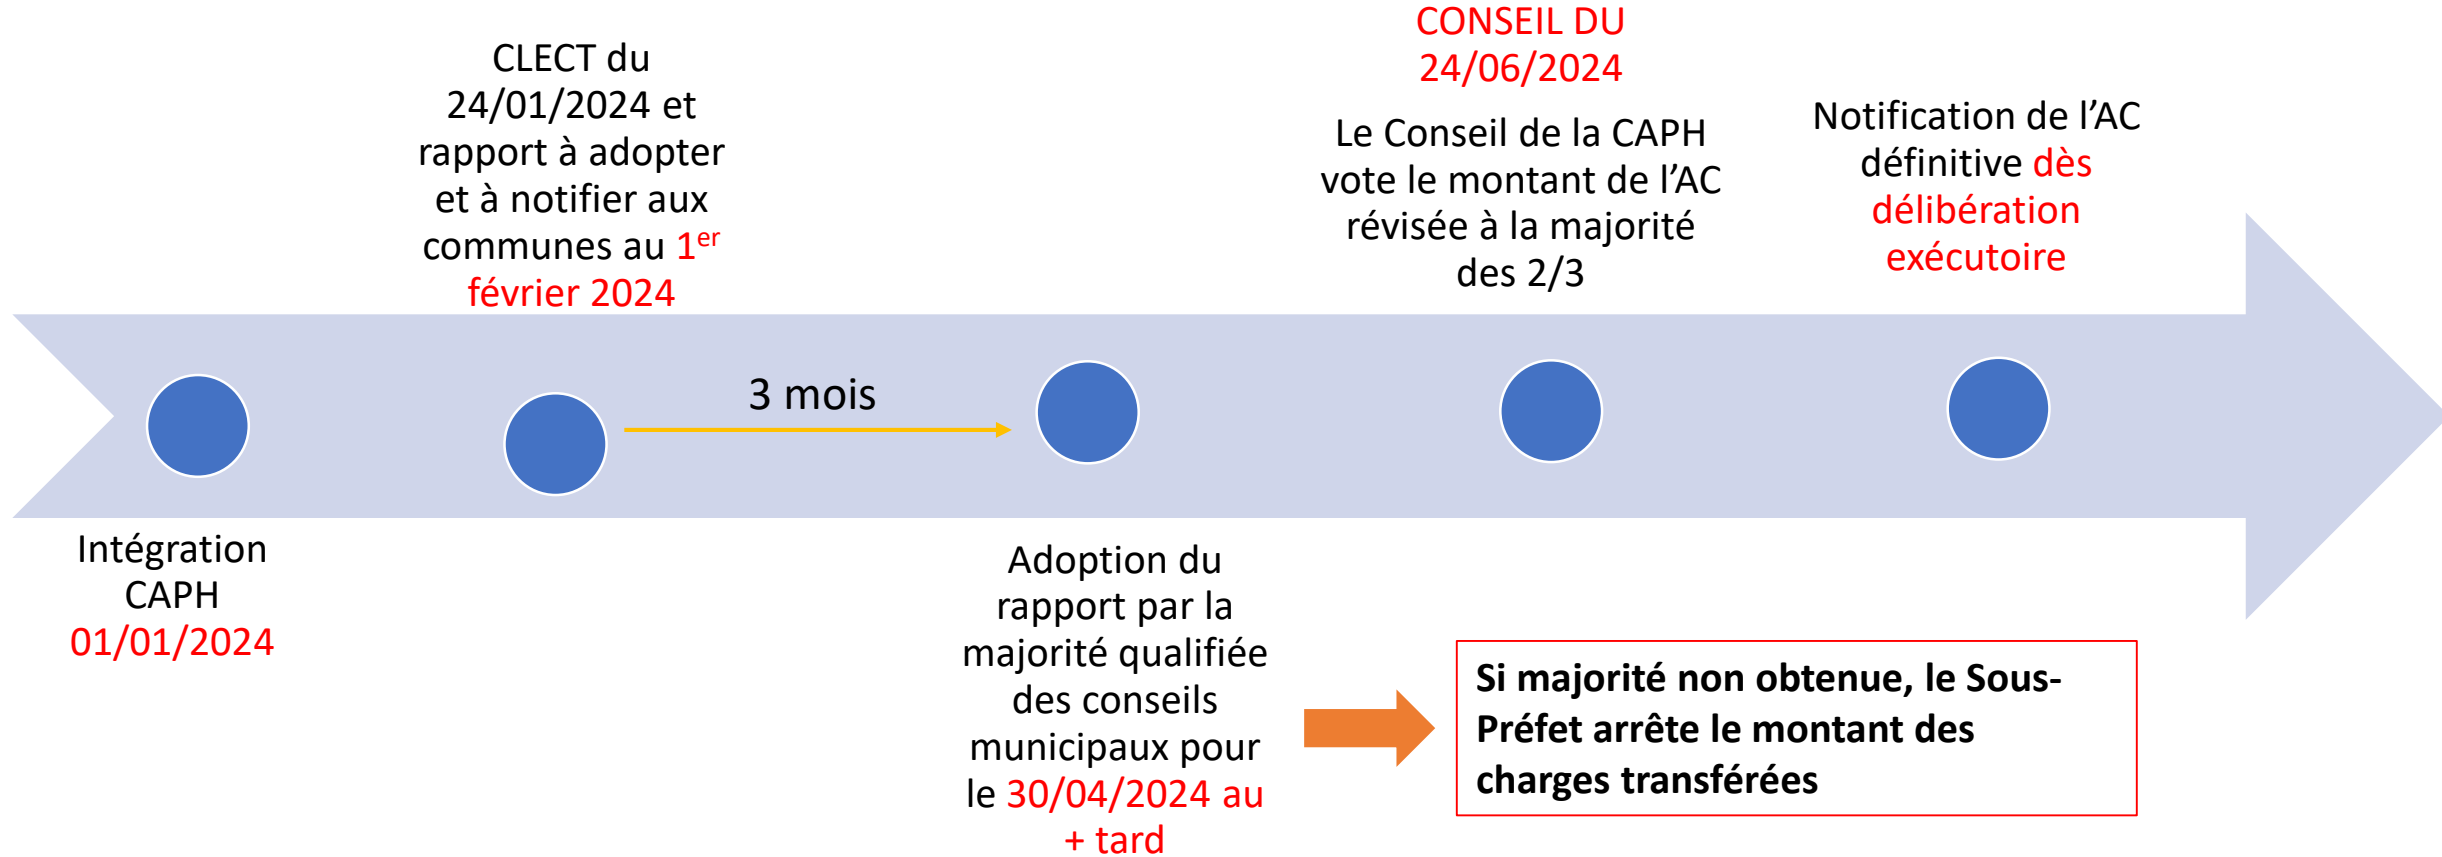 Intégration
CAPH
01/01/2024
CLECT du
24/01/2024 et
rapport à adopter
et à notifier aux
communes au 1er
février 2024
3 mois
Adoption du
rapport par la
majorité qualifiée
des conseils
municipaux pour
le 30/04/2024 au
+ tard
Si majorité non obtenue, le Sous-
Préfet arrête le montant des
charges transférées
CONSEIL DU
24/06/2024
Le Conseil de la CAPH
vote le montant de l’AC
révisée à la majorité
des 2/3
Notification de l’AC
définitive dès
délibération
exécutoire